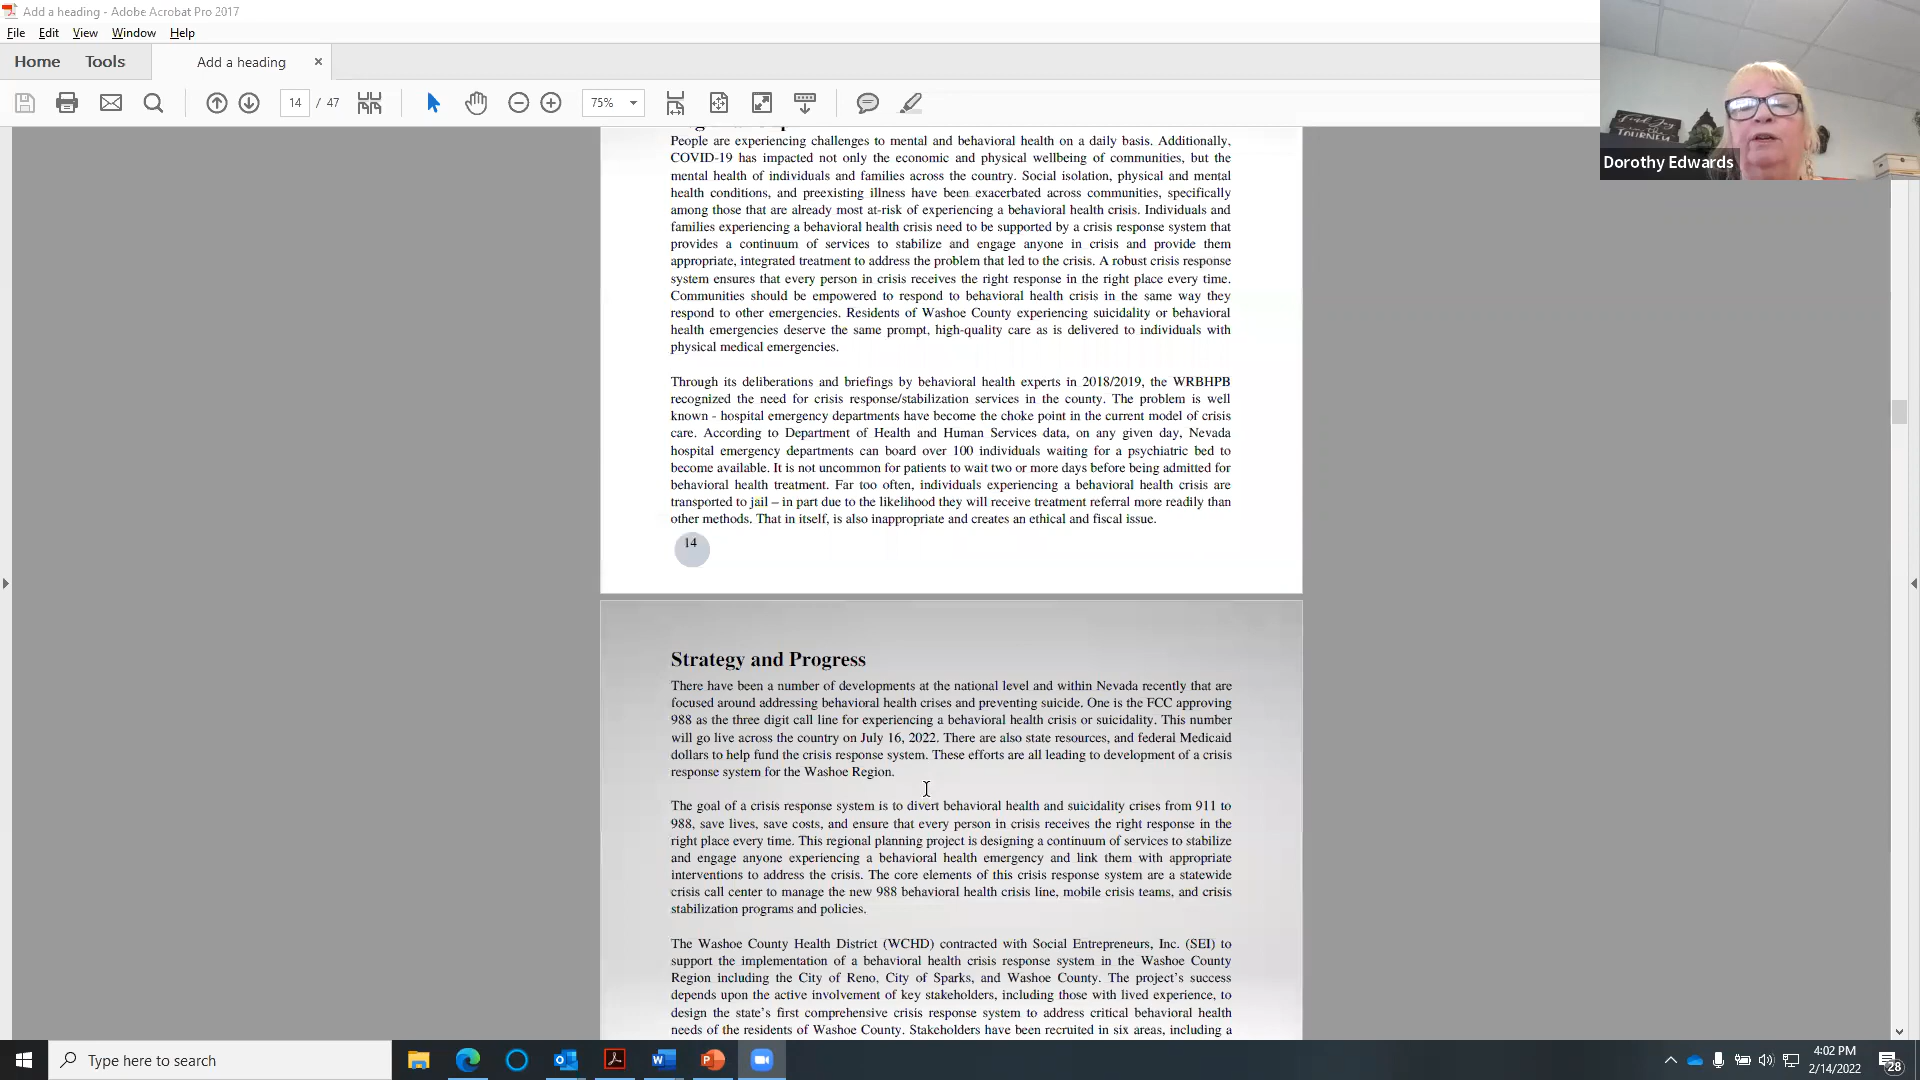 Add a heading - Adobe Acrobat Pro 2017
File Edit View Window Help
Home Tools Add a heading ×
14 / 47 75%
People are experiencing challenges to mental and behavioral health on a daily basis. Additionally,
COVID-19 has impacted not only the economic and physical wellbeing of communities, but the
mental health of individuals and families across the country. Social isolation, physical and mental
health conditions, and preexisting illness have been exacerbated across communities, specifically
among those that are already most at-risk of experiencing a behavioral health crisis. Individuals and
families experiencing a behavioral health crisis need to be supported by a crisis response system that
provides a continuum of services to stabilize and engage anyone in crisis and provide them
appropriate, integrated treatment to address the problem that led to the crisis. A robust crisis response
system ensures that every person in crisis receives the right response in the right place every time.
Communities should be empowered to respond to behavioral health crisis in the same way they
respond to other emergencies. Residents of Washoe County experiencing suicidality or behavioral
health emergencies deserve the same prompt, high-quality care as is delivered to individuals with
physical medical emergencies.
Through its deliberations and briefings by behavioral health experts in 2018/2019, the WRBHPB
recognized the need for crisis response/stabilization services in the county. The problem is well
known - hospital emergency departments have become the choke point in the current model of crisis
care. According to Department of Health and Human Services data, on any given day, Nevada
hospital emergency departments can board over 100 individuals waiting for a psychiatric bed to
become available. It is not uncommon for patients to wait two or more days before being admitted for
behavioral health treatment. Far too often, individuals experiencing a behavioral health crisis are
transported to jail – in part due to the likelihood they will receive treatment referral more readily than
other methods. That in itself, is also inappropriate and creates an ethical and fiscal issue.
14
Strategy and Progress
There have been a number of developments at the national level and within Nevada recently that are
focused around addressing behavioral health crises and preventing suicide. One is the FCC approving
988 as the three digit call line for experiencing a behavioral health crisis or suicidality. This number
will go live across the country on July 16, 2022. There are also state resources, and federal Medicaid
dollars to help fund the crisis response system. These efforts are all leading to development of a crisis
response system for the Washoe Region.
The goal of a crisis response system is to divert behavioral health and suicidality crises from 911 to
988, save lives, save costs, and ensure that every person in crisis receives the right response in the
right place every time. This regional planning project is designing a continuum of services to stabilize
and engage anyone experiencing a behavioral health emergency and link them with appropriate
interventions to address the crisis. The core elements of this crisis response system are a statewide
crisis call center to manage the new 988 behavioral health crisis line, mobile crisis teams, and crisis
stabilization programs and policies.
The Washoe County Health District (WCHD) contracted with Social Entrepreneurs, Inc. (SEI) to
support the implementation of a behavioral health crisis response system in the Washoe County
Region including the City of Reno, City of Sparks, and Washoe County. The project's success
depends upon the active involvement of key stakeholders, including those with lived experience, to
design the state's first comprehensive crisis response system to address critical behavioral health
needs of the residents of Washoe County. Stakeholders have been recruited in six areas, including a
Find Joy
JOURNEY
Dorothy Edwards
Type here to search
4:02 PM
2/14/2022
28